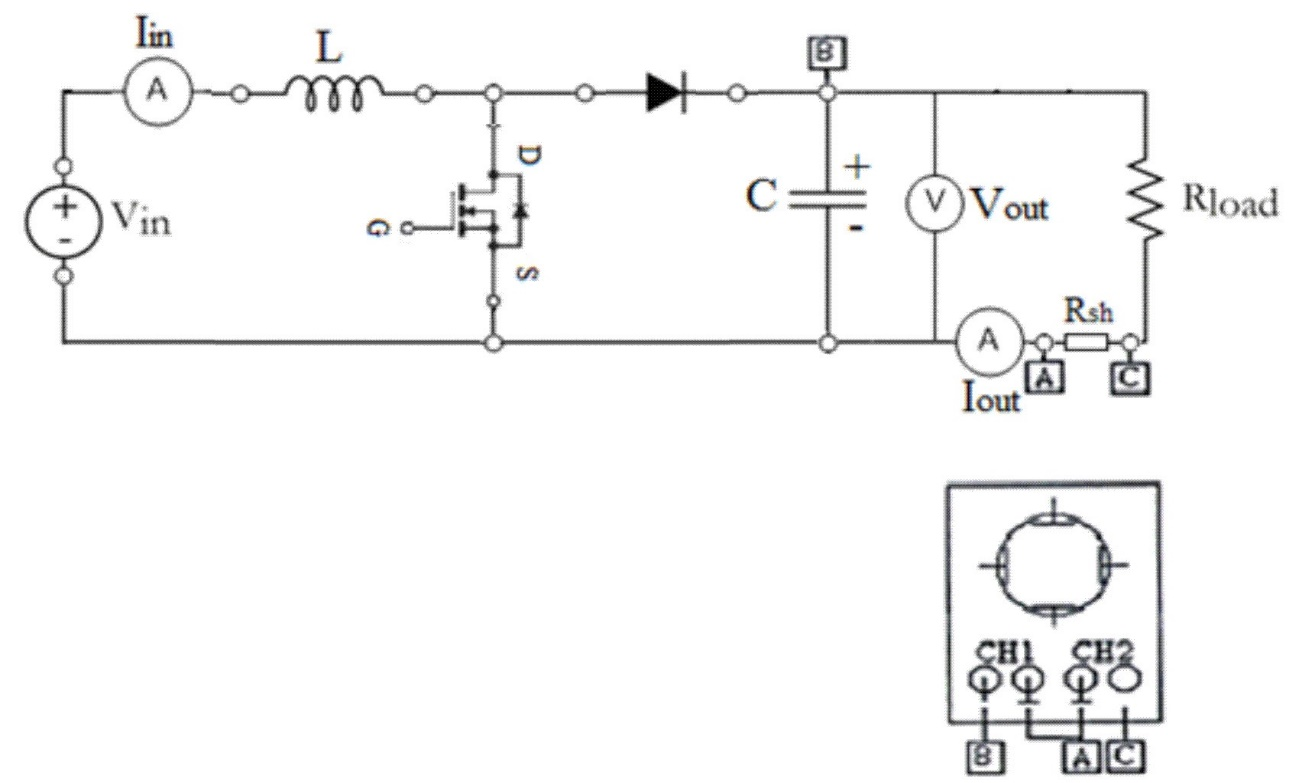 Iin
L
B
A
D
+
C
V
Vout
Rload
+
-
Vin
G
-
S
Rsh
A
A
C
Iout
CH1 CH2
B A C